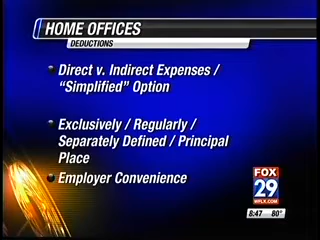 HOME OFFICES
DEDUCTIONS
Direct v. Indirect Expenses /
“Simplified” Option
Exclusively / Regularly /
Separately Defined / Principal
Place
Employer Convenience
FOX
29
WFLX.COM
8:47 80°